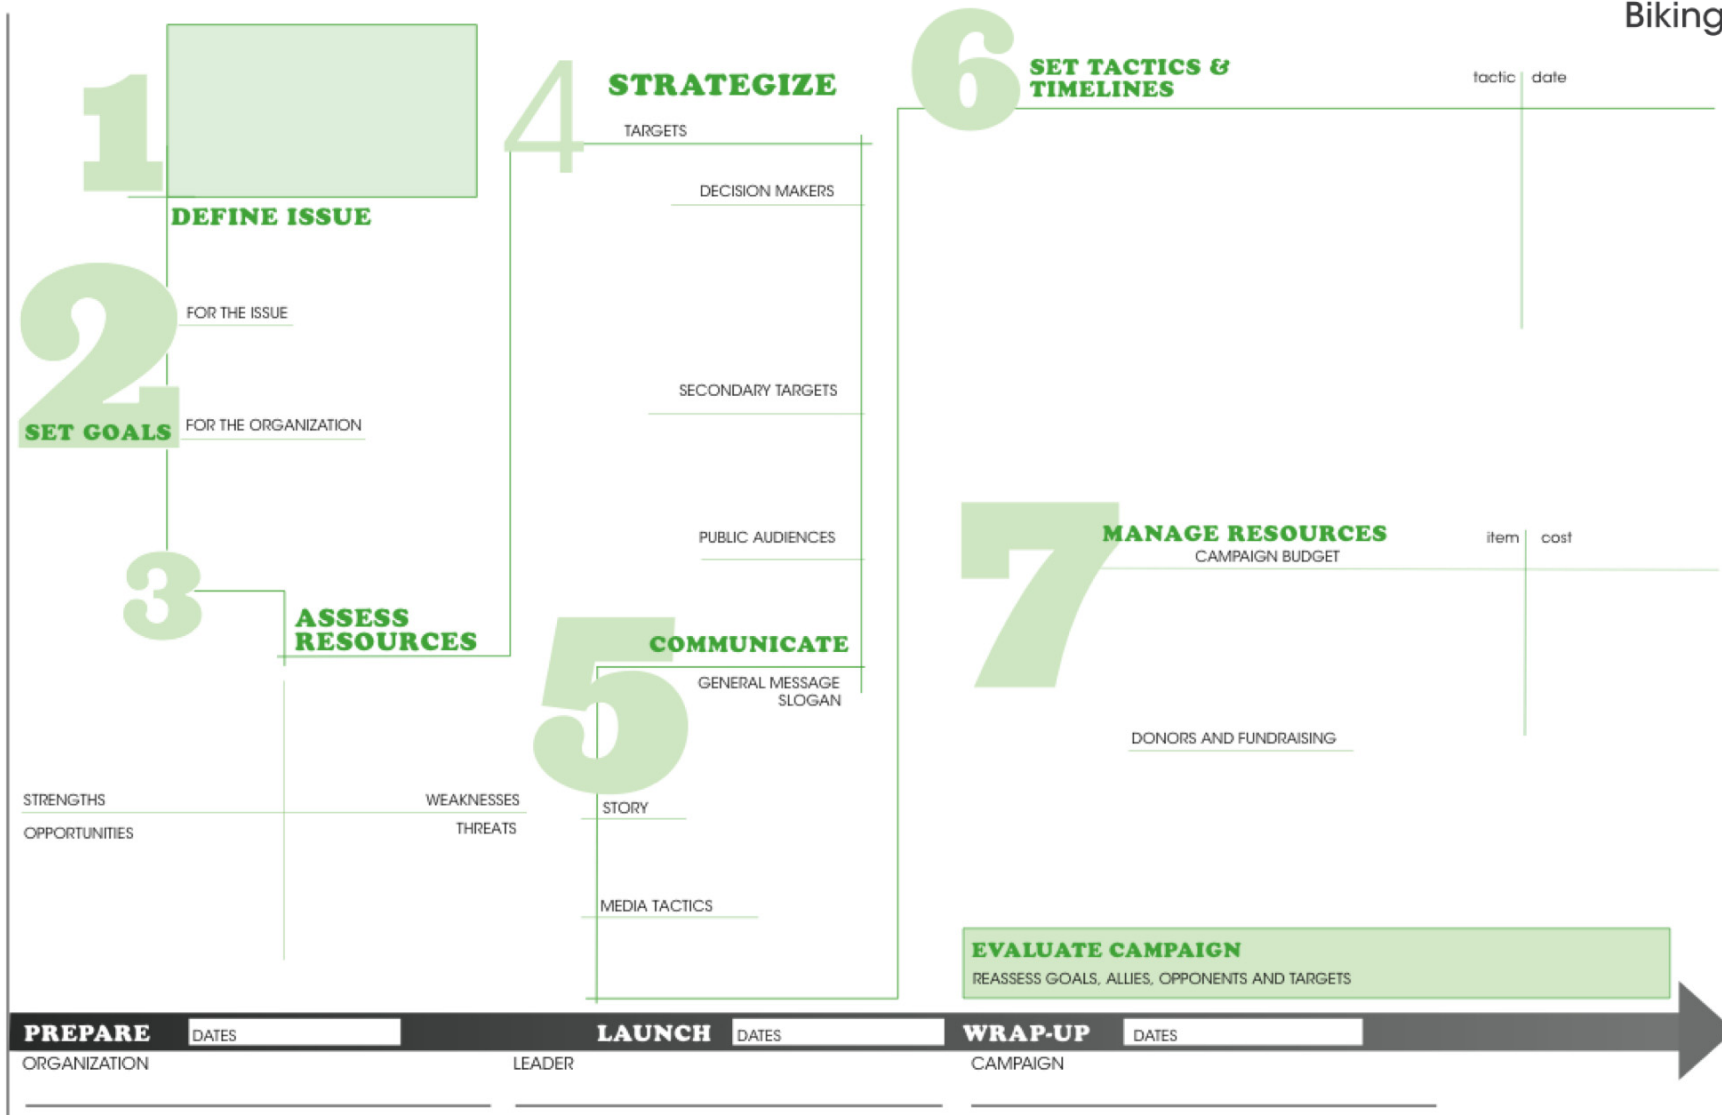 Biking
1
DEFINE ISSUE
2
SET GOALS
FOR THE ISSUE
FOR THE ORGANIZATION
3
ASSESS
RESOURCES
STRENGTHS
WEAKNESSES
OPPORTUNITIES
THREATS
4
STRATEGIZE
TARGETS
DECISION MAKERS
SECONDARY TARGETS
PUBLIC AUDIENCES
5
COMMUNICATE
GENERAL MESSAGE
SLOGAN
STORY
MEDIA TACTICS
6
SET TACTICS &
TIMELINES
tactic date
7
MANAGE RESOURCES
CAMPAIGN BUDGET
item cost
DONORS AND FUNDRAISING
EVALUATE CAMPAIGN
REASSESS GOALS, ALLIES, OPPONENTS AND TARGETS
PREPARE DATES
LAUNCH DATES
WRAP-UP DATES
ORGANIZATION
LEADER
CAMPAIGN